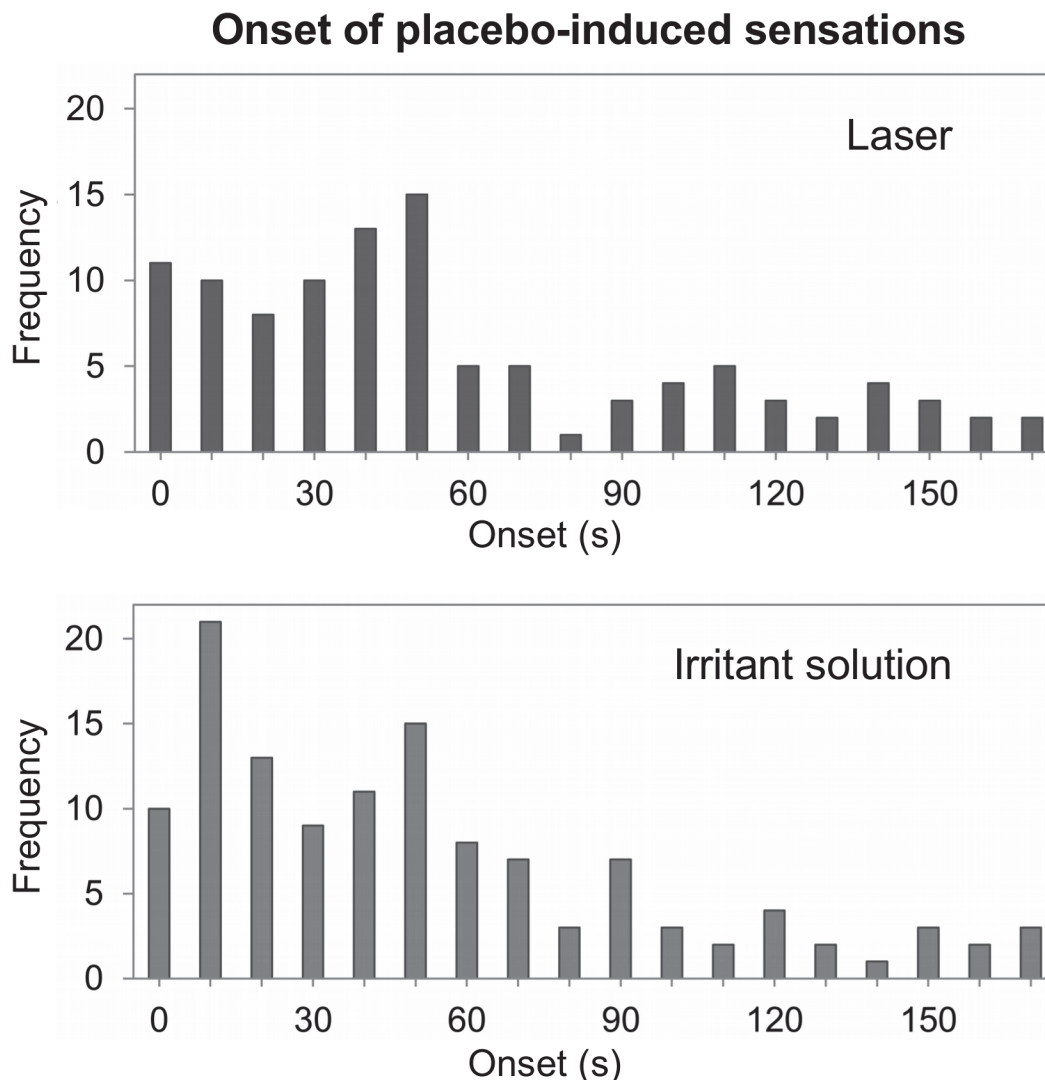 Onset of placebo-induced sensations
Laser
Frequency
20
15
10
5
0
0 30 60 90 120 150
Onset (s)
Irritant solution
Frequency
20
15
10
5
0
0 30 60 90 120 150
Onset (s)